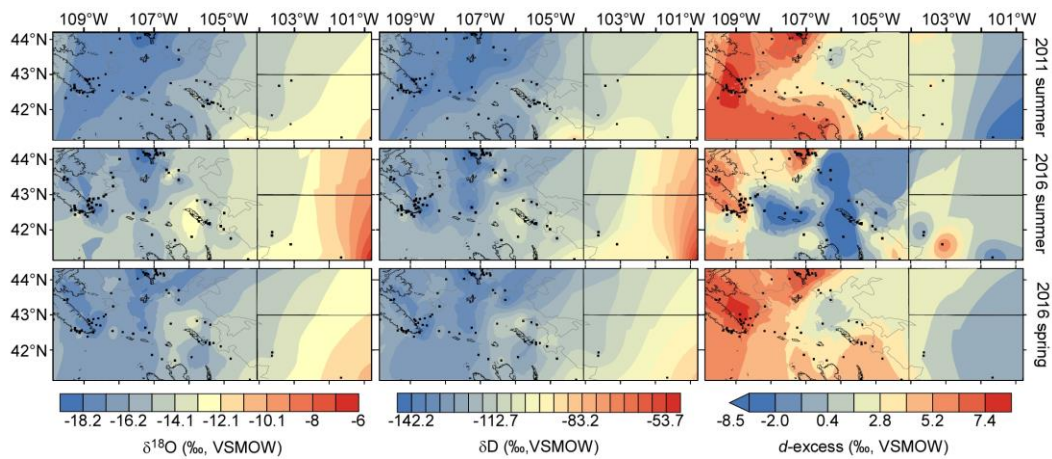 109°W 107°W 105°W 103°W 101°W 109°W 107°W 105°W 103°W 101°W 109°W 107°W 105°W 103°W 101°W
44°N
43°N
42°N
2011 summer
44°N
43°N
42°N
2016 summer
44°N
43°N
42°N
2016 spring
-18.2 -16.2 -14.1 -12.1 -10.1 -8 -6
δ¹⁸O (‰, VSMOW)
-142.2 -112.7 -83.2 -53.7
δD (‰,VSMOW)
-8.5 -2.0 0.4 2.8 5.2 7.4
d-excess (‰, VSMOW)